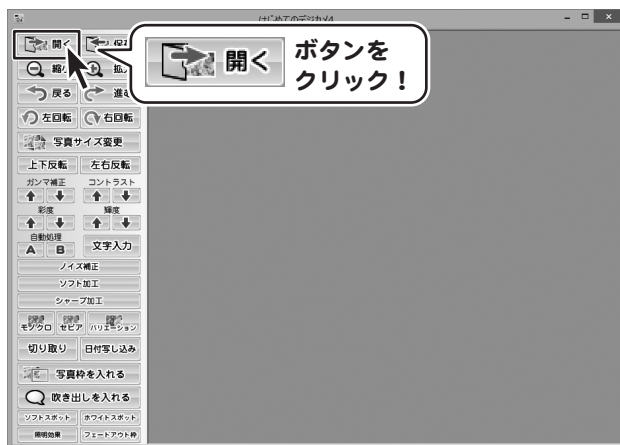 はじめてのデジカメ4
開く
開く
ボタンを
クリック！
戻る
左回転 右回転
写真サイズ変更
上下反転 左右反転
ガンマ補正 コントラスト
彩度 輝度
自動処理
A B 文字入力
ノイズ補正
ソフト加工
シャープ加工
モノクロ セピア バリエーション
切り取り 日付写し込み
写真枠を入れる
吹き出しを入れる
ソフトスポット ホワイトスポット
照明効果 フェードアウト枠